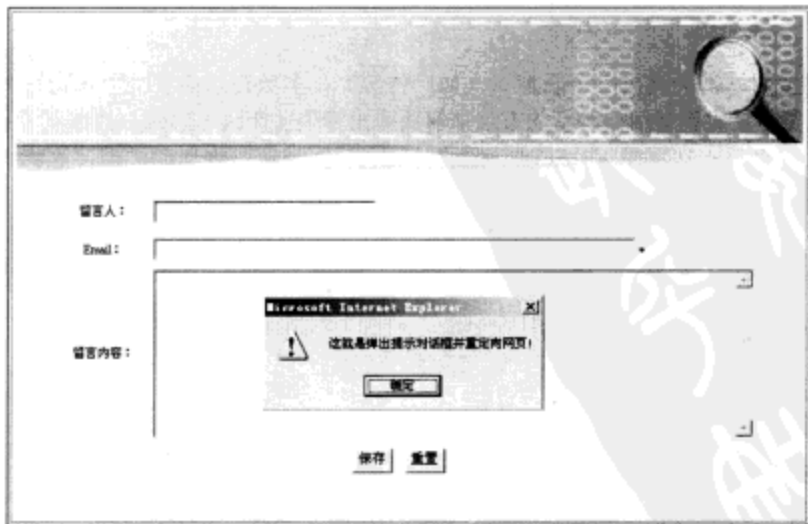 留言人：
Email：
*
Microsoft Internet Explorer
这就是弹出提示对话框并重定向网页！
确定
留言内容：
保存 重置